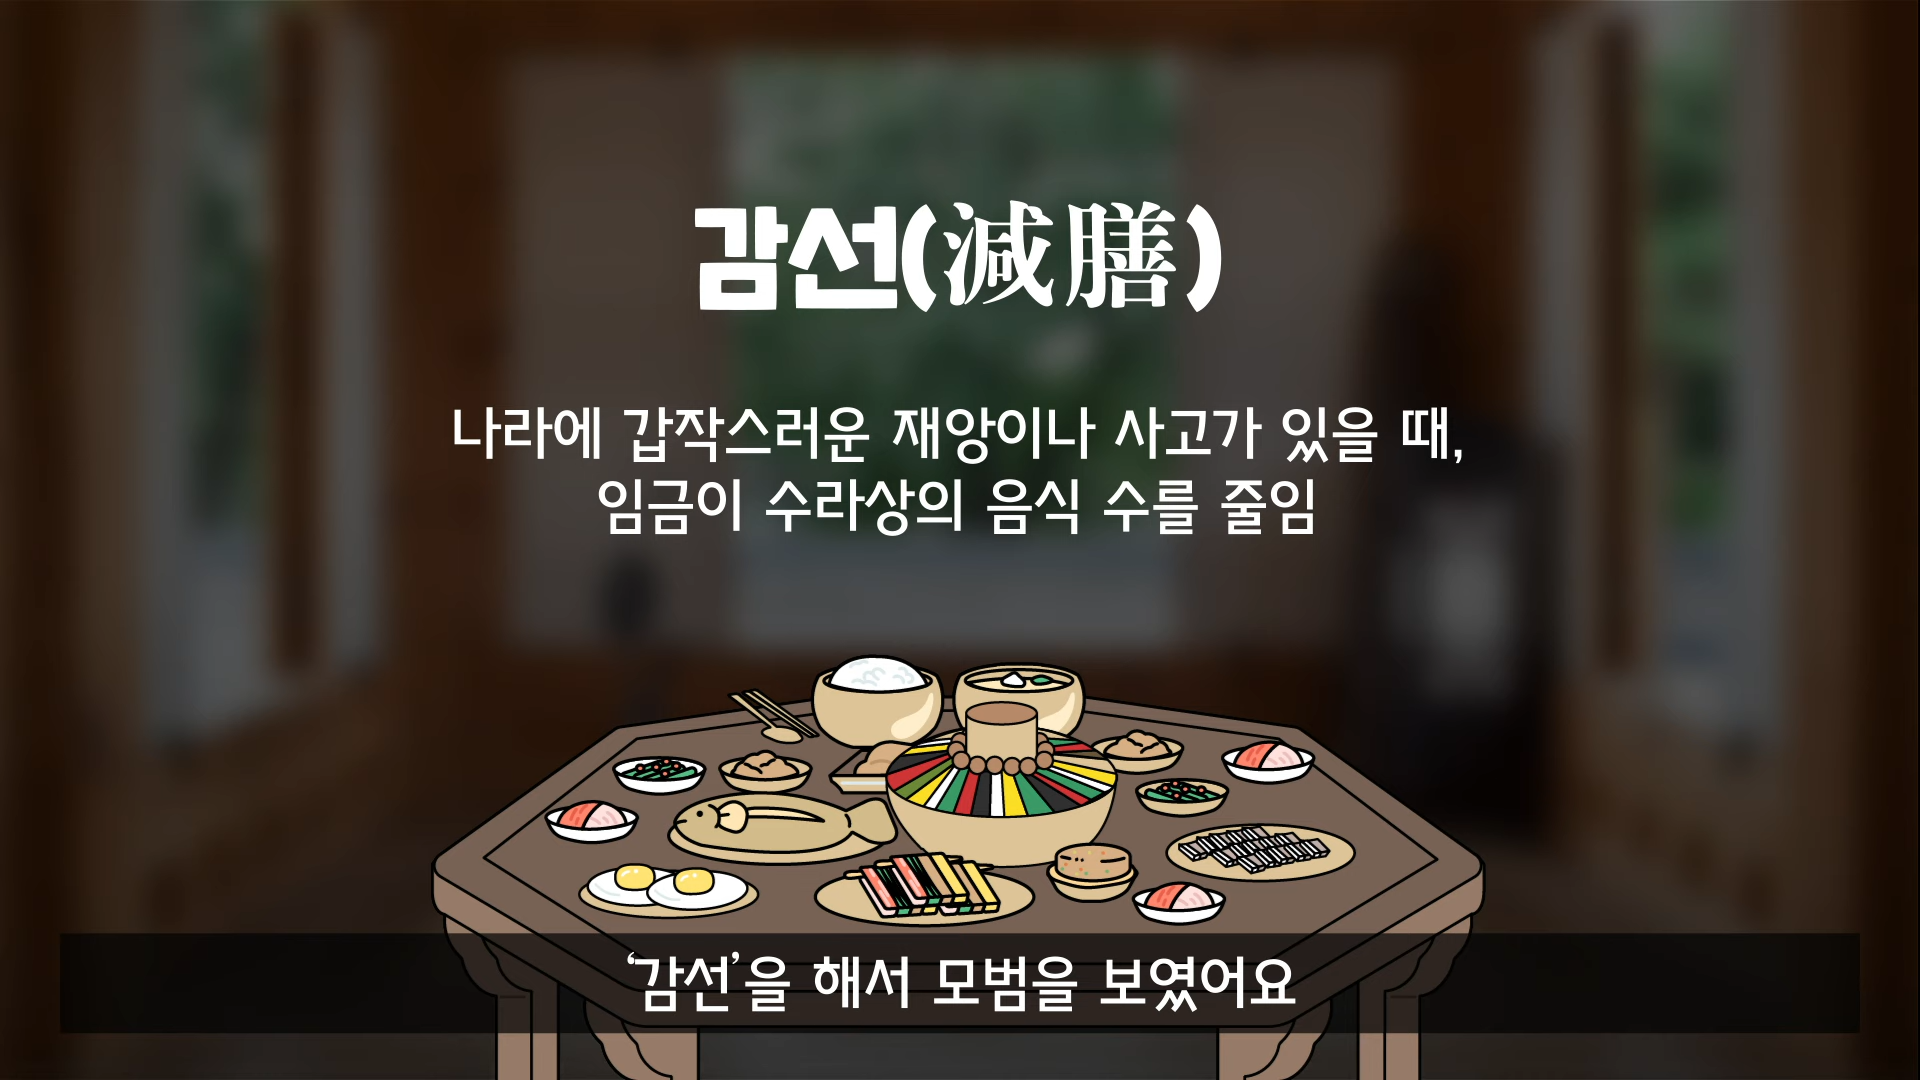 감선(減膳)
나라에 갑작스러운 재앙이나 사고가 있을 때,
임금이 수라상의 음식 수를 줄임
‘감선’을 해서 모범을 보였어요